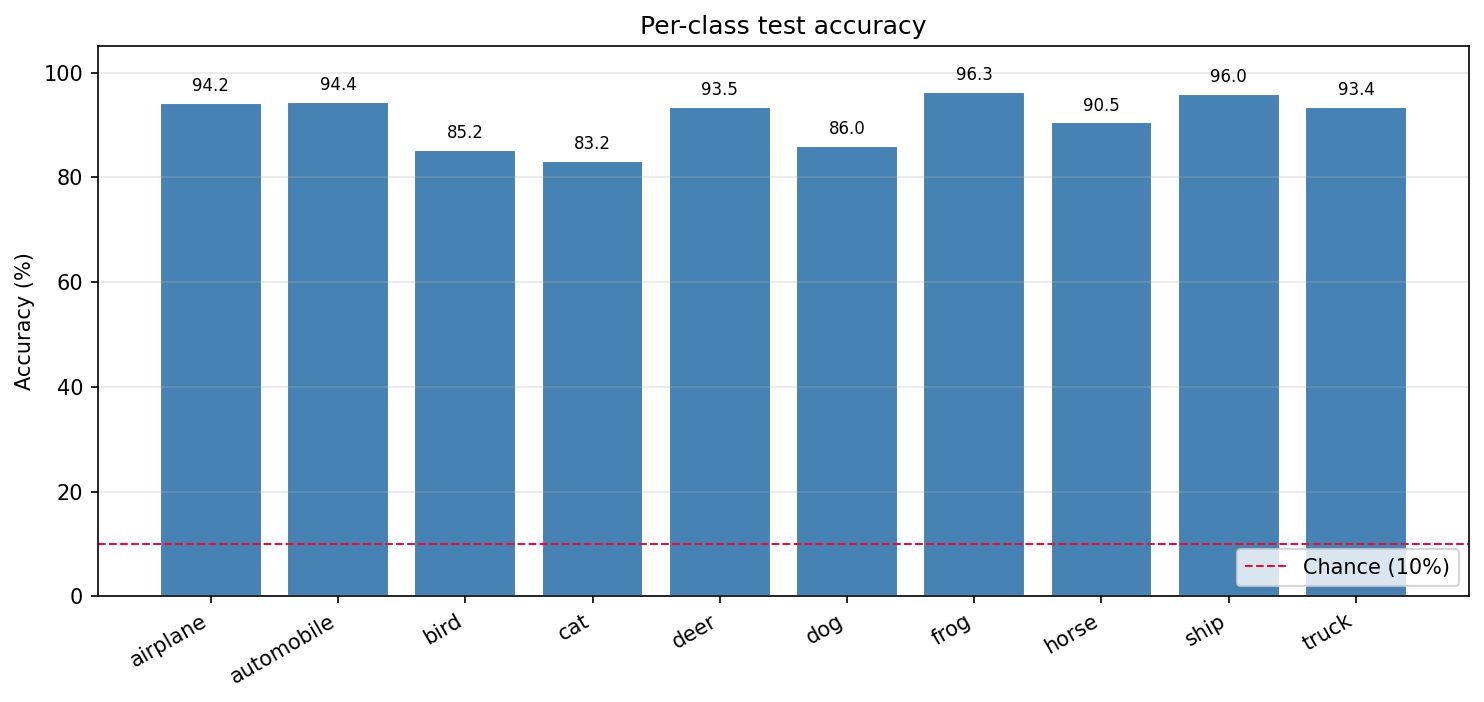 Per-class test accuracy
Accuracy (%)
100
80
60
40
20
0
94.2
94.4
85.2
83.2
93.5
86.0
96.3
90.5
96.0
93.4
Chance (10%)
airplane
automobile
bird
cat
deer
dog
frog
horse
ship
truck